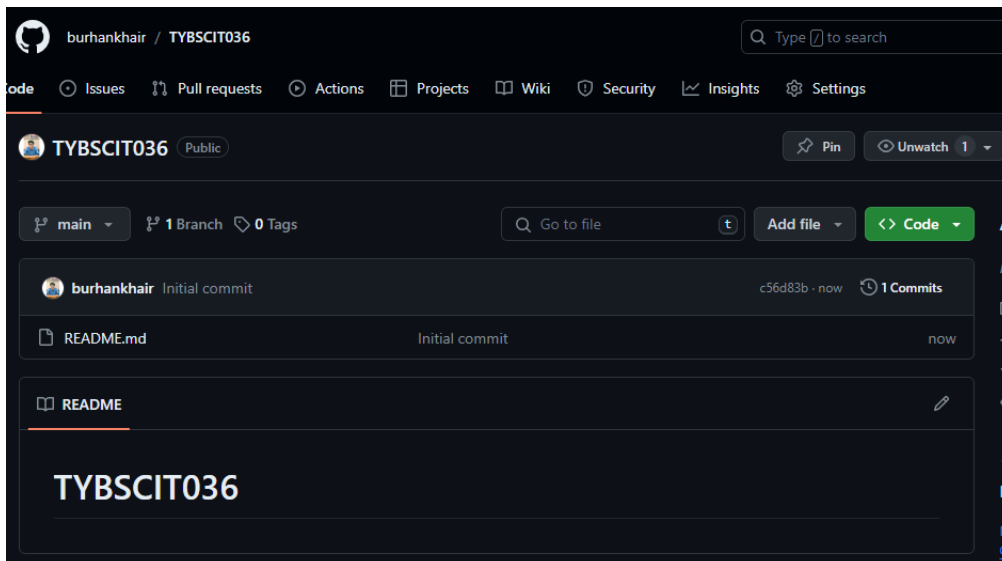 burhankhair / TYBSCIT036
Type / to search
ode Issues Pull requests Actions Projects Wiki Security Insights Settings
TYBSCIT036 Public
Pin Unwatch 1
main 1 Branch 0 Tags
Go to file t Add file <> Code
burhankhair Initial commit c56d83b · now 1 Commits
README.md Initial commit now
README
TYBSCIT036